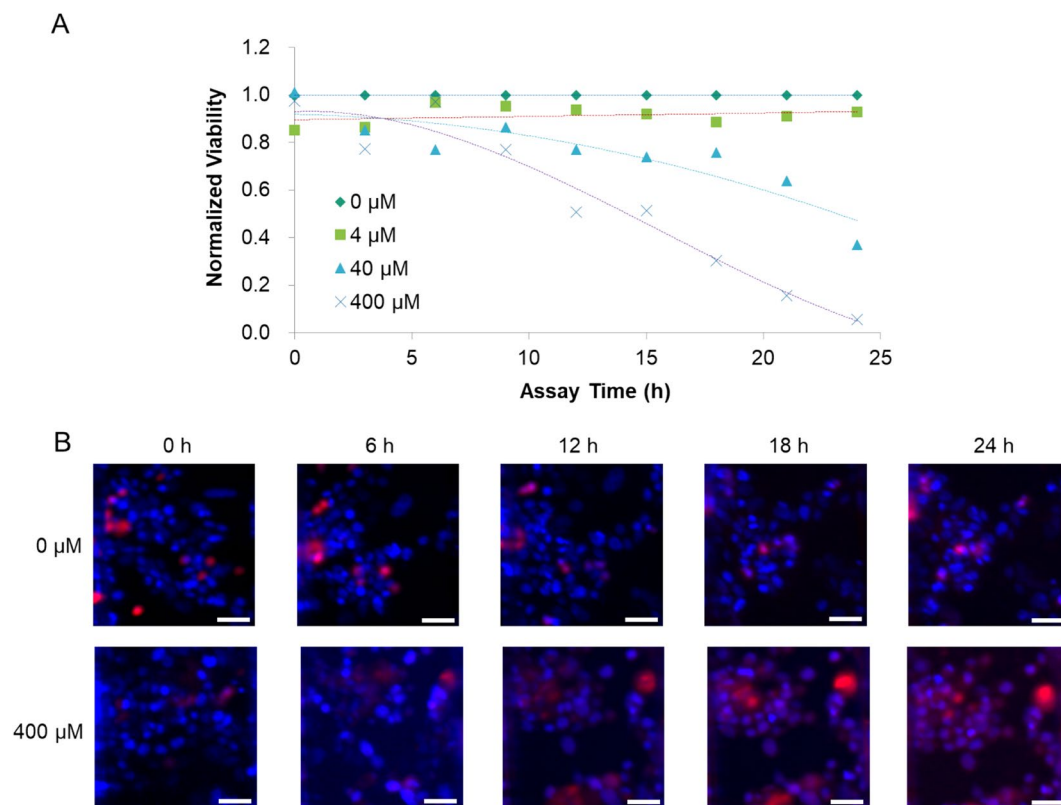 A
1.2
1.0
0.8
0.6
0.4
0.2
0.0
Normalized Viability
0 µM
4 µM
40 µM
400 µM
0 5 10 15 20 25
Assay Time (h)
B
0 h 6 h 12 h 18 h 24 h
0 µM
400 µM